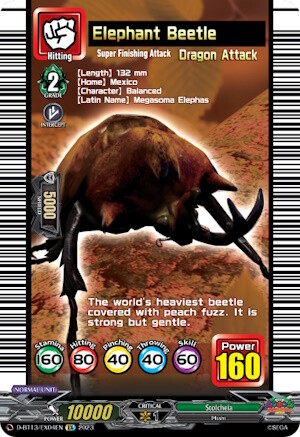 Elephant Beetle
Hitting
Super Finishing Attack Dragon Attack
2
GRADE
[Length] 132 mm
[Home] Mexico
[Character] Balanced
[Latin Name] Megasoma Elephas
INTERCEPT
5000
SHIELD
The world's heaviest beetle
covered with peach fuzz. It is
strong but gentle.
Stamina Hitting Pinching Throwing Skill
160 80 40 40 60
Power
160
NORMAL UNIT
POWER 10000
CRITICAL
1
D-BT13/EX04EN 2023
©SEGA